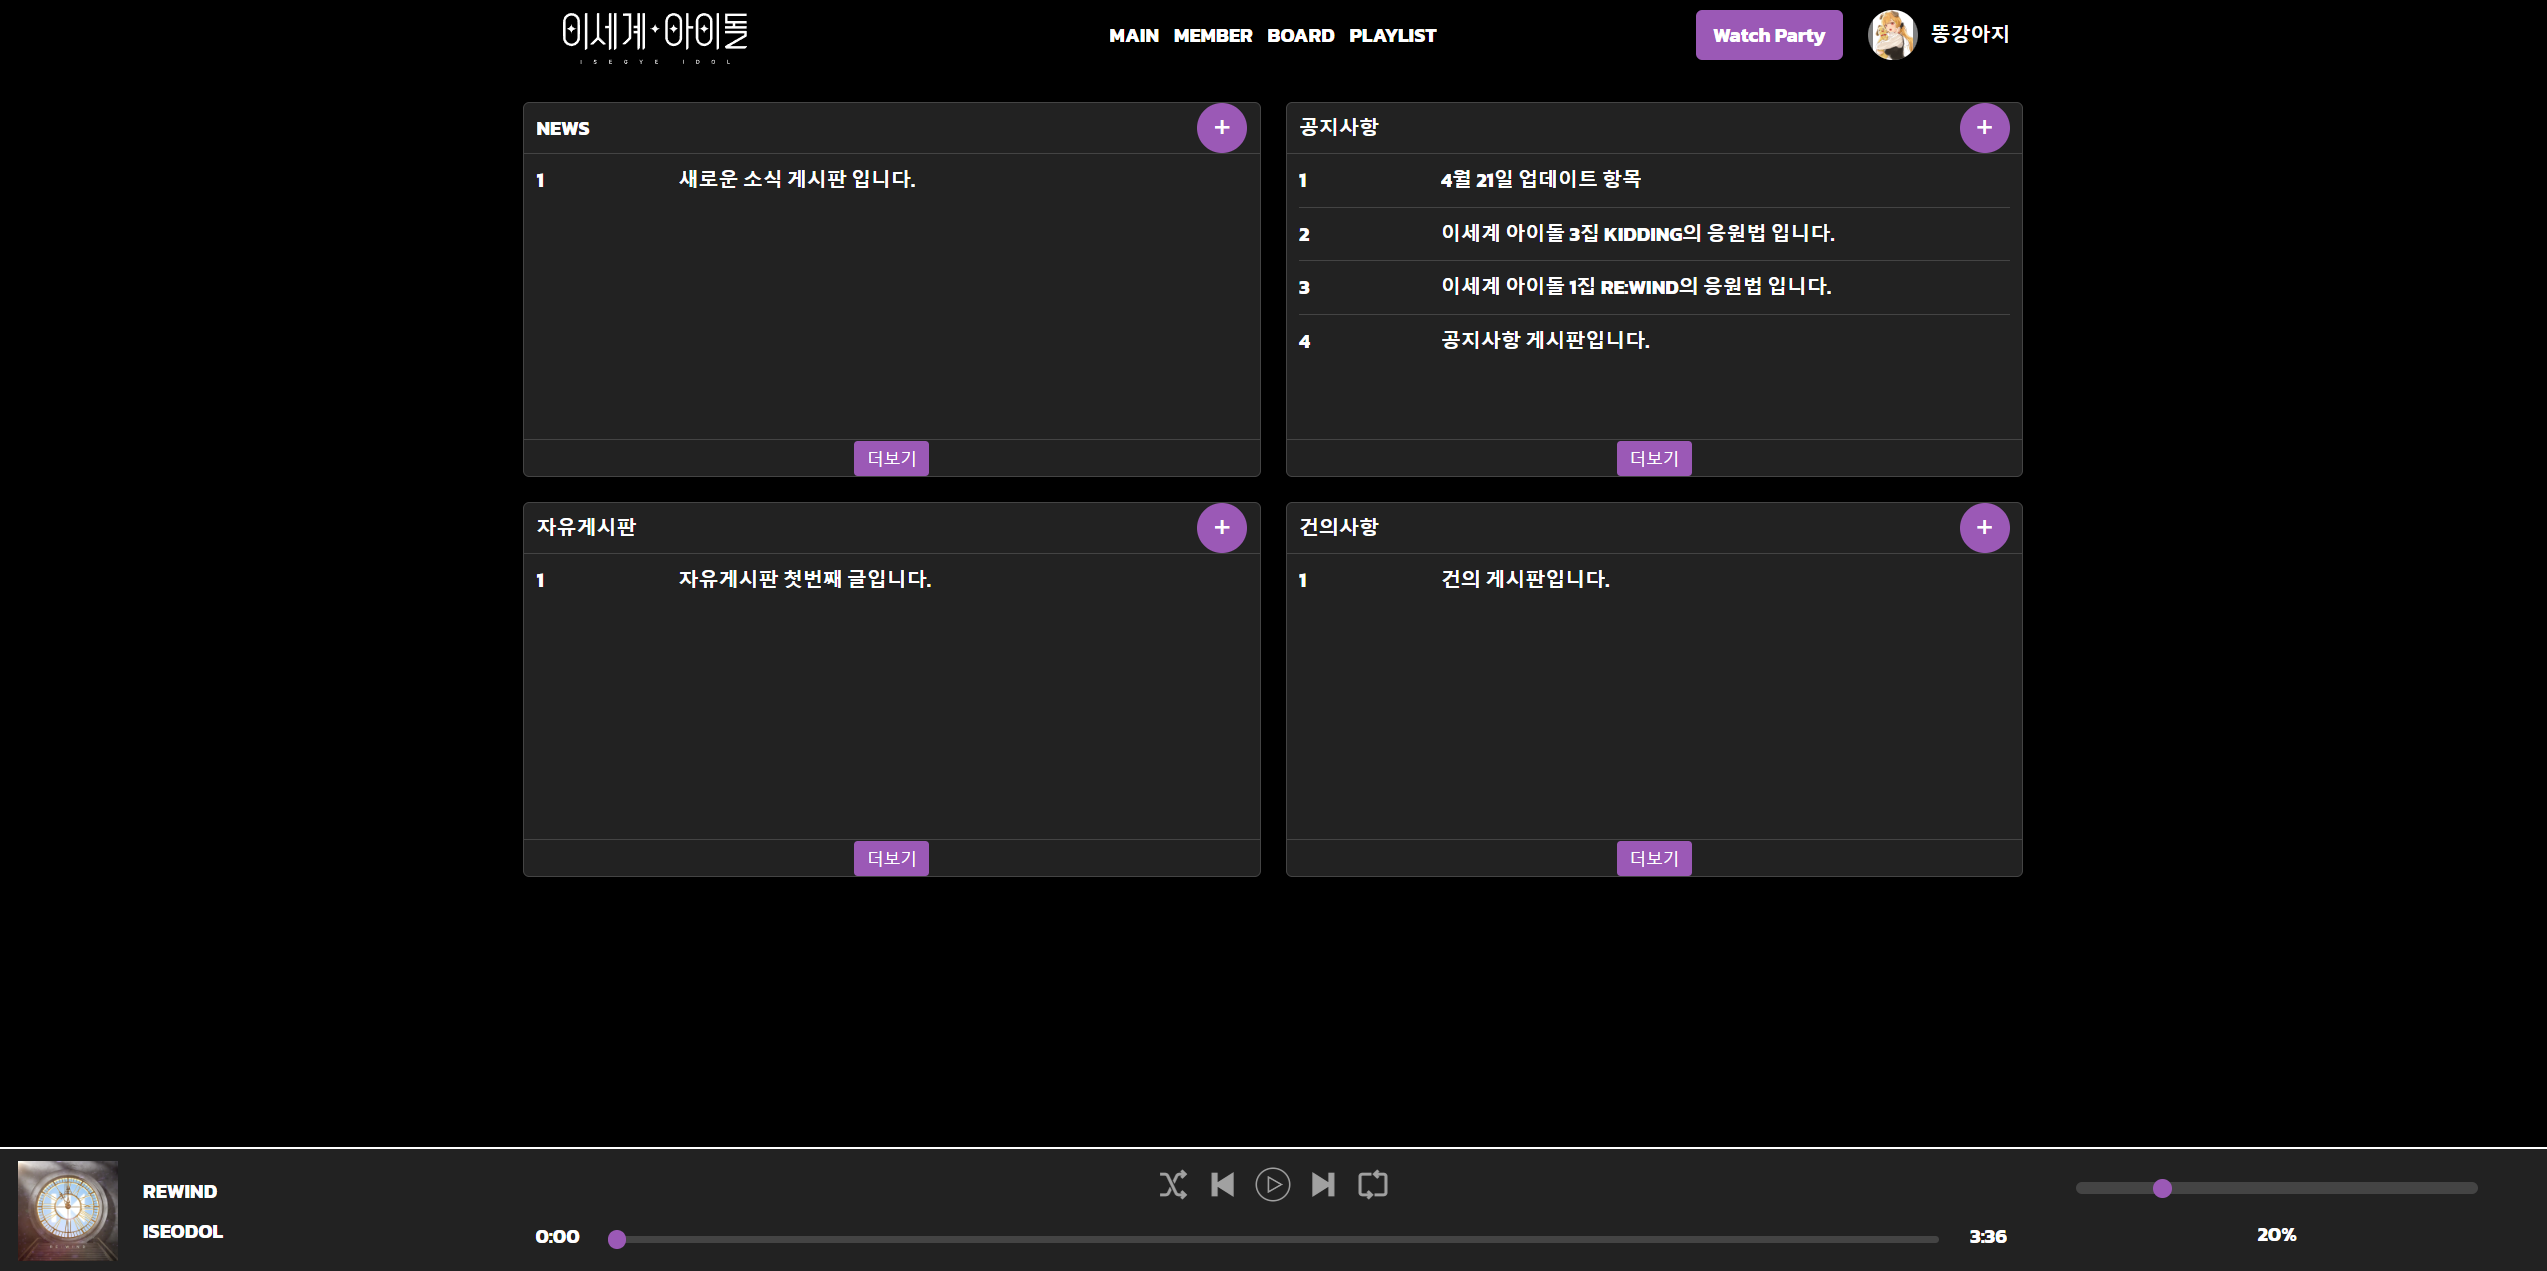 이세계·아이돌
ISEGYE IDOL
MAIN MEMBER BOARD PLAYLIST
Watch Party
똥강아지
NEWS
+
1 새로운 소식 게시판 입니다.
더보기
공지사항
+
1 4월 21일 업데이트 항목
2 이세계 아이돌 3집 KIDDING의 응원법 입니다.
3 이세계 아이돌 1집 RE:WIND의 응원법 입니다.
4 공지사항 게시판입니다.
더보기
자유게시판
+
1 자유게시판 첫번째 글입니다.
더보기
건의사항
+
1 건의 게시판입니다.
더보기
RE:WIND
REWIND
ISEODOL
0:00
3:36
20%